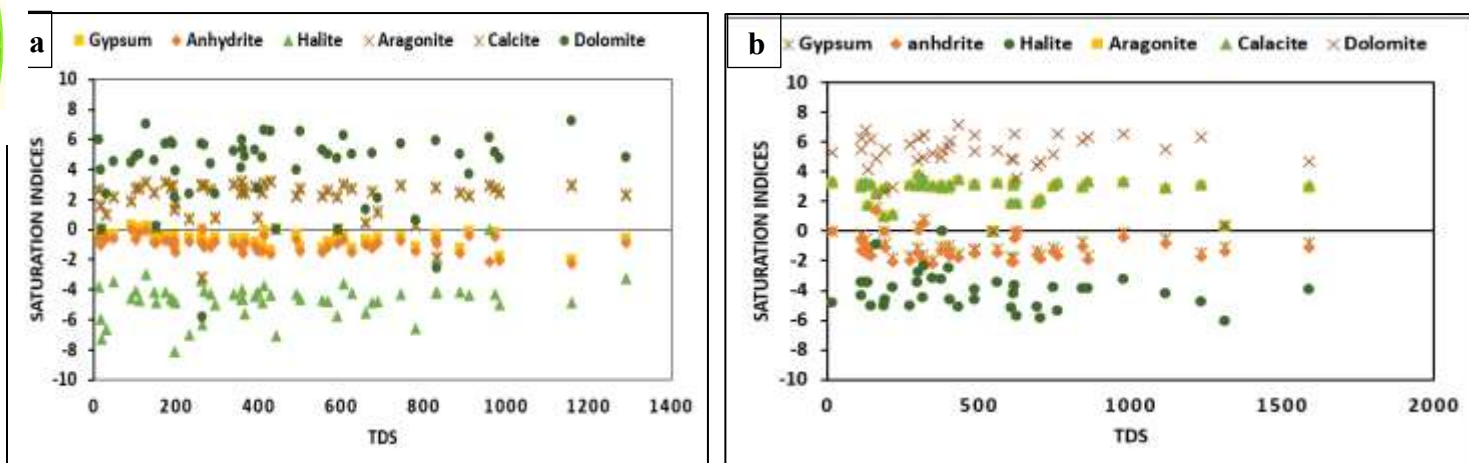 a
Gypsum Anhydrite Halite Aragonite Calcite Dolomite
10
8
6
4
2
0
-2
-4
-6
-8
-10
SATURATION INDICES
0 200 400 600 800 1000 1200 1400
TDS
b
Gypsum anhdrite Halite Aragonite Calacite Dolomite
10
8
6
4
2
0
-2
-4
-6
-8
-10
SATURATION INDICES
0 500 1000 1500 2000
TDS